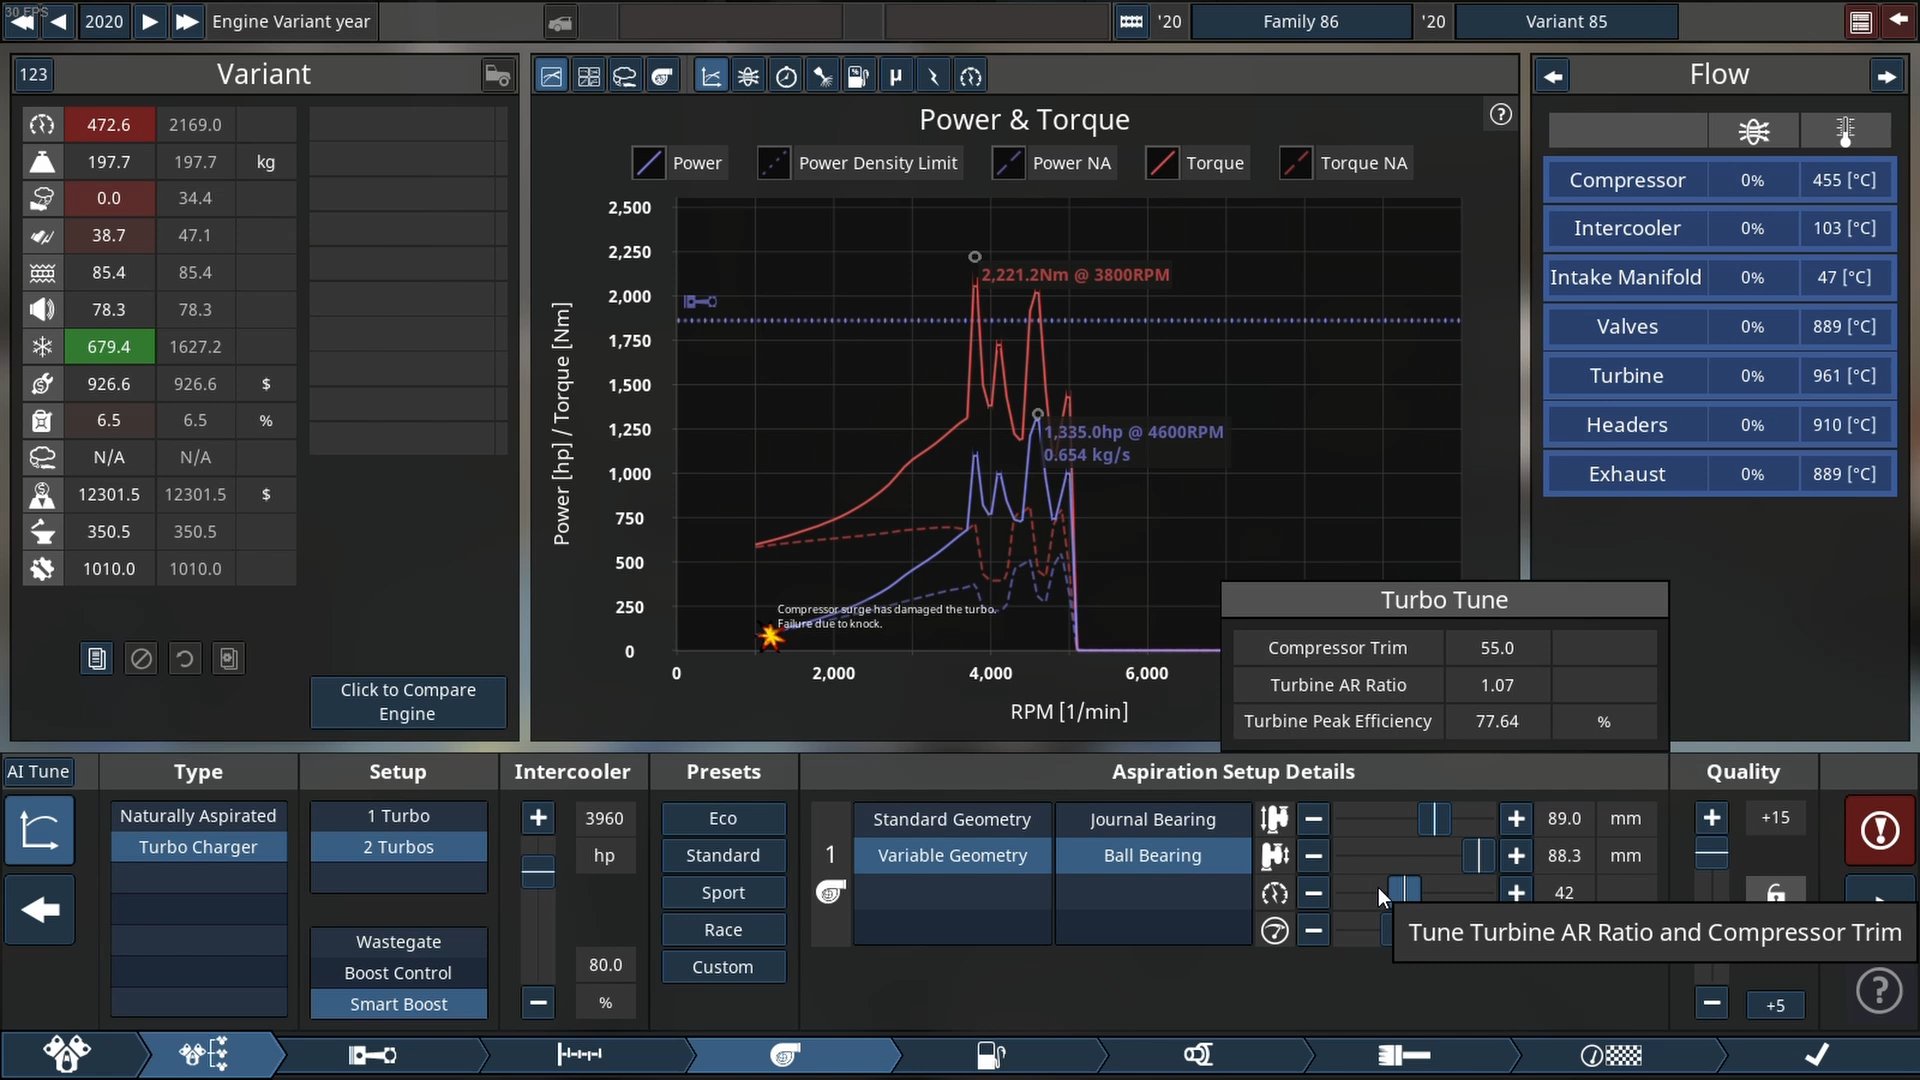 30 FPS
2020
Engine Variant year
'20
Family 86
'20
Variant 85
123
Variant
472.6 2169.0
197.7 197.7 kg
0.0 34.4
38.7 47.1
85.4 85.4
78.3 78.3
679.4 1627.2
926.6 926.6 $
6.5 6.5 %
N/A N/A
12301.5 12301.5 $
350.5 350.5
1010.0 1010.0
Click to Compare
Engine
Power & Torque
Power
Power Density Limit
Power NA
Torque
Torque NA
Power [hp] / Torque [Nm]
2,500
2,250
2,000
1,750
1,500
1,250
1,000
750
500
250
0
2,221.2Nm @ 3800RPM
1,335.0hp @ 4600RPM
0.654 kg/s
Compressor surge has damaged the turbo.
Failure due to knock.
0 2,000 4,000 6,000
RPM [1/min]
Flow
Compressor 0% 455 [°C]
Intercooler 0% 103 [°C]
Intake Manifold 0% 47 [°C]
Valves 0% 889 [°C]
Turbine 0% 961 [°C]
Headers 0% 910 [°C]
Exhaust 0% 889 [°C]
Turbo Tune
Compressor Trim 55.0
Turbine AR Ratio 1.07
Turbine Peak Efficiency 77.64 %
AI Tune
Type
Naturally Aspirated
Turbo Charger
Setup
1 Turbo
2 Turbos
Wastegate
Boost Control
Smart Boost
Intercooler
3960
hp
80.0
%
Presets
Eco
Standard
Sport
Race
Custom
Aspiration Setup Details
1
Standard Geometry
Variable Geometry
Journal Bearing
Ball Bearing
89.0 mm
88.3 mm
42
Tune Turbine AR Ratio and Compressor Trim
Quality
+15
+5